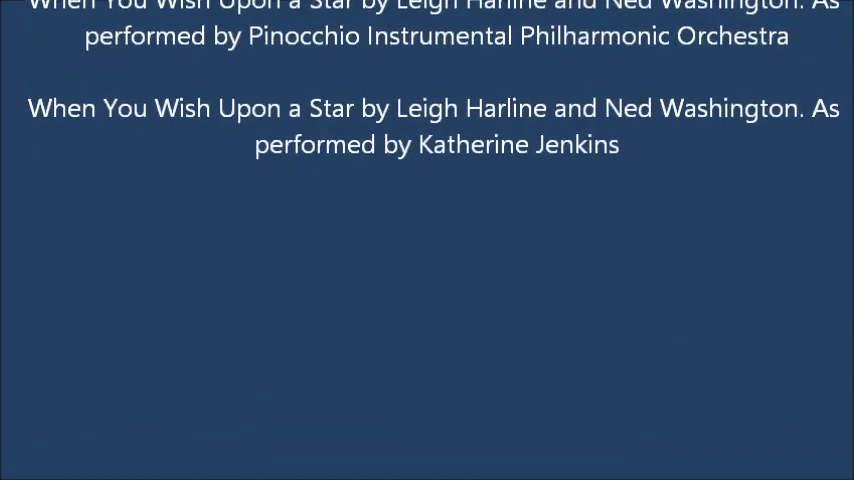 When You Wish Upon a Star by Leigh Harline and Ned Washington. As
performed by Pinocchio Instrumental Philharmonic Orchestra
When You Wish Upon a Star by Leigh Harline and Ned Washington. As
performed by Katherine Jenkins